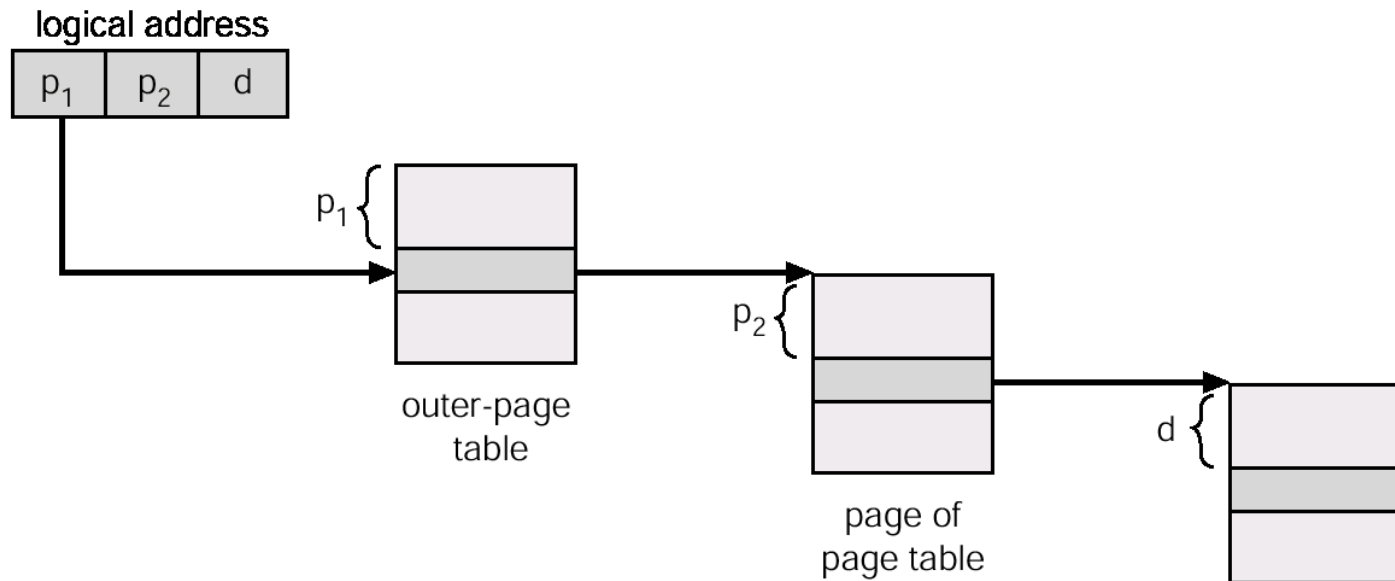 logical address
p₁ p₂ d
p₁
p₂
d
outer-page
table
page of
page table